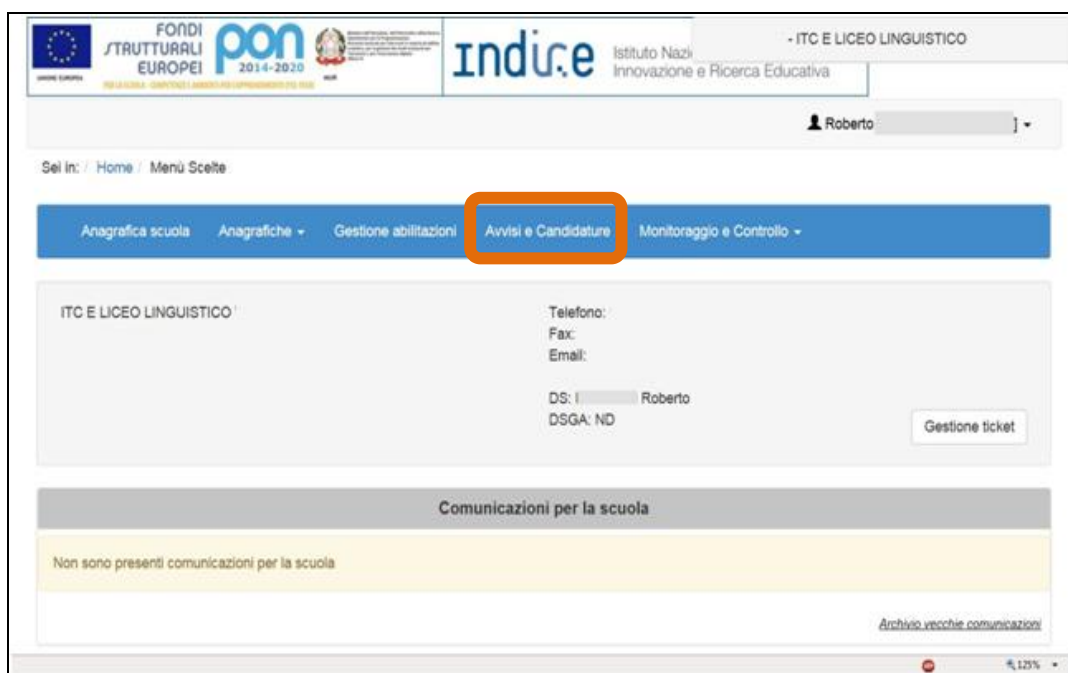 FONDI
STRUTTURALI
EUROPEI
pon
2014-2020
UNIONE EUROPEA
MIUR
Indire
Istituto Nazi
Innovazione e Ricerca Educativa
- ITC E LICEO LINGUISTICO
Roberto ]
Sei in: / Home / Menù Scelte
Anagrafica scuola Anagrafiche Gestione abilitazioni Avvisi e Candidature Monitoraggio e Controllo
ITC E LICEO LINGUISTICO '
Telefono:
Fax:
Email:
DS: I Roberto
DSGA: ND
Gestione ticket
Comunicazioni per la scuola
Non sono presenti comunicazioni per la scuola
Archivio vecchie comunicazioni
125%